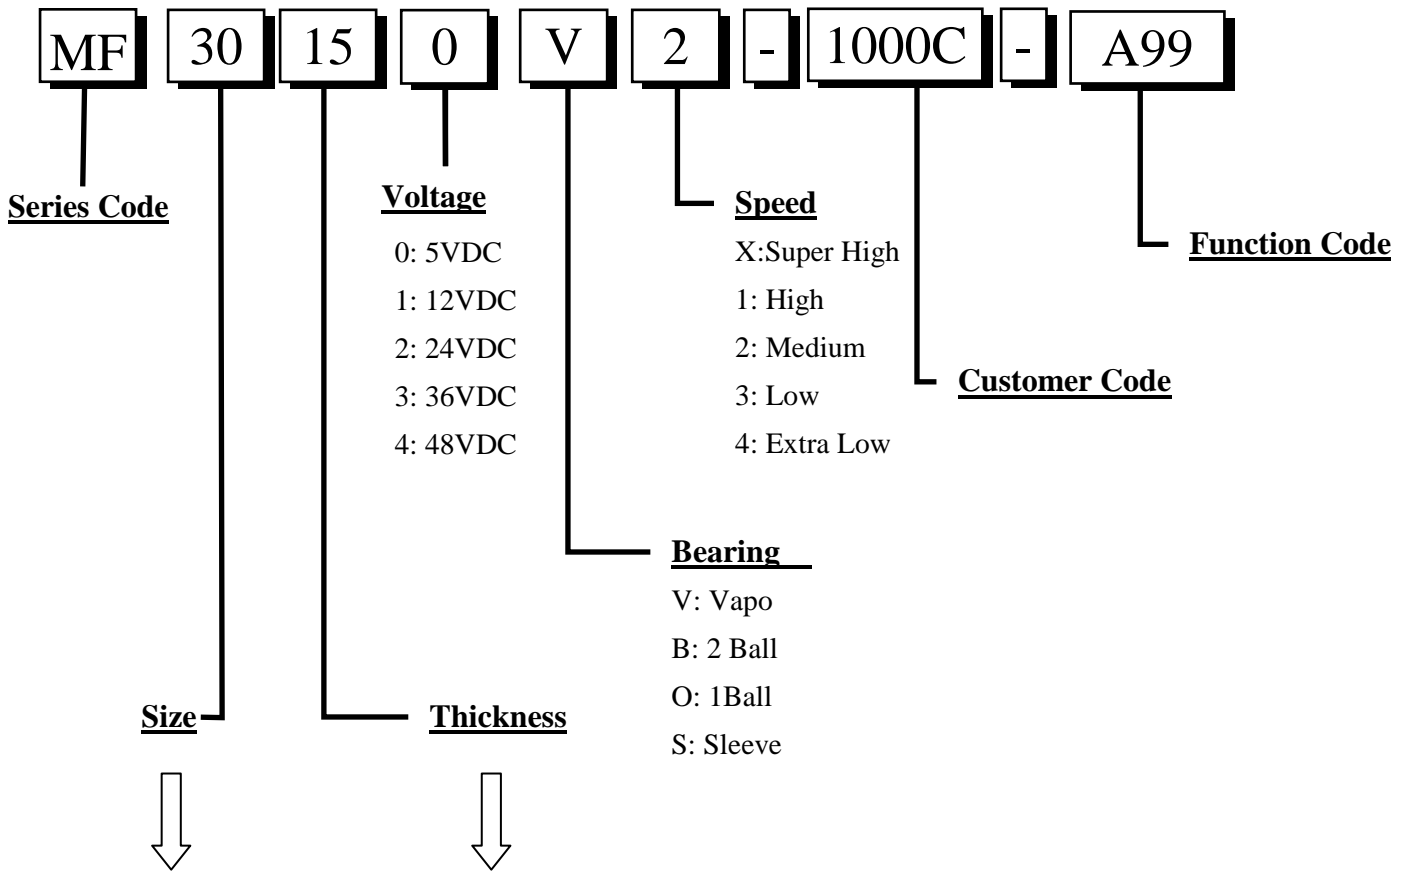 MF 30 15 0 V 2 - 1000C - A99
Series Code
Voltage
0: 5VDC
1: 12VDC
2: 24VDC
3: 36VDC
4: 48VDC
Speed
X:Super High
1: High
2: Medium
3: Low
4: Extra Low
Function Code
Customer Code
Bearing
V: Vapo
B: 2 Ball
O: 1Ball
S: Sleeve
Size
Thickness